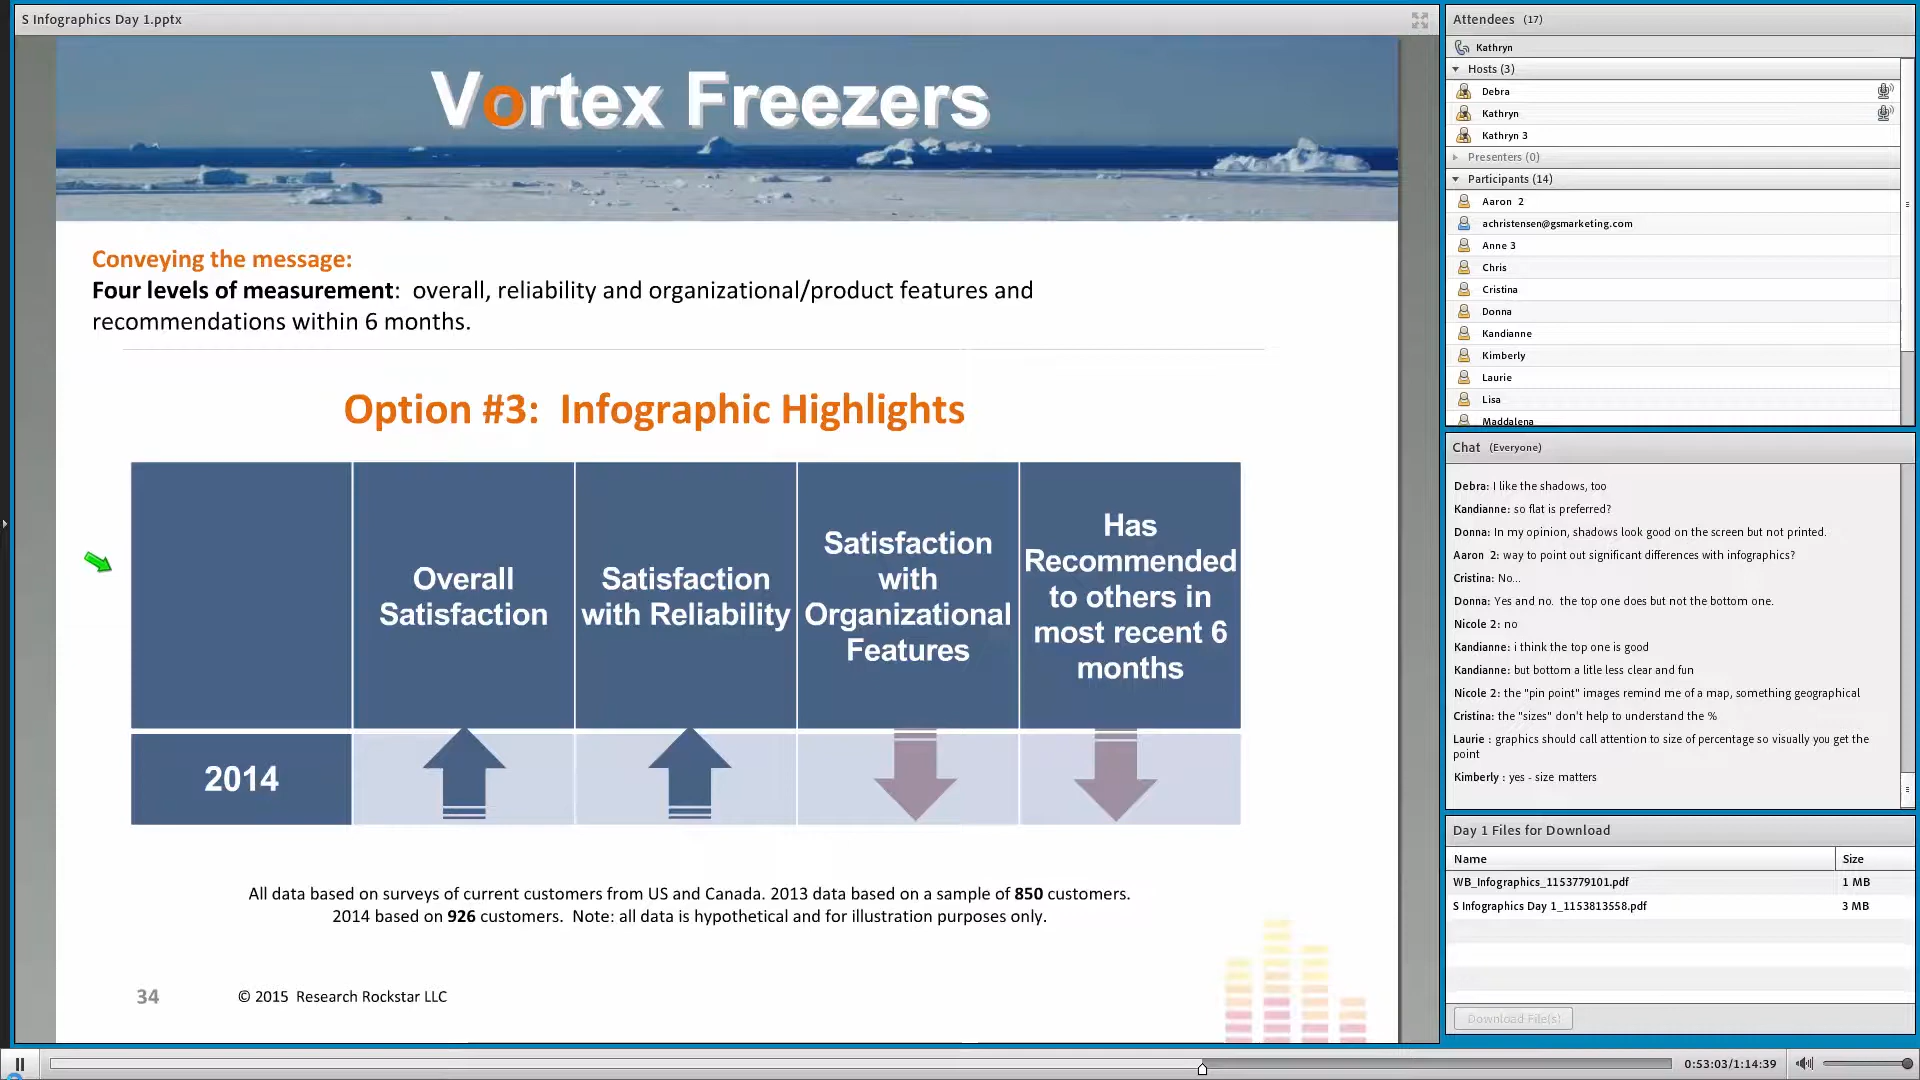 S Infographics Day 1.pptx
Vortex Freezers
Conveying the message:
Four levels of measurement:  overall, reliability and organizational/product features and
recommendations within 6 months.
Option #3:  Infographic Highlights
Overall
Satisfaction
Satisfaction
with Reliability
Satisfaction
with
Organizational
Features
Has
Recommended
to others in
most recent 6
months
2014
All data based on surveys of current customers from US and Canada. 2013 data based on a sample of 850 customers.
2014 based on 926 customers.  Note: all data is hypothetical and for illustration purposes only.
34
© 2015  Research Rockstar LLC
Attendees (17)
Kathryn
Hosts (3)
Debra
Kathryn
Kathryn 3
Presenters (0)
Participants (14)
Aaron  2
achristensen@gsmarketing.com
Anne 3
Chris
Cristina
Donna
Kandianne
Kimberly
Laurie
Lisa
Maddalena
Chat (Everyone)
Debra: I like the shadows, too
Kandianne: so flat is preferred?
Donna: In my opinion, shadows look good on the screen but not printed.
Aaron  2: way to point out significant differences with infographics?
Cristina: No...
Donna: Yes and no.  the top one does but not the bottom one.
Nicole 2: no
Kandianne: i think the top one is good
Kandianne: but bottom a litle less clear and fun
Nicole 2: the "pin point" images remind me of a map, something geographical
Cristina: the "sizes" don't help to understand the %
Laurie : graphics should call attention to size of percentage so visually you get the
point
Kimberly : yes - size matters
Day 1 Files for Download
Name Size
WB_Infographics_1153779101.pdf 1 MB
S Infographics Day 1_1153813558.pdf 3 MB
Download File(s)
0:53:03/1:14:39